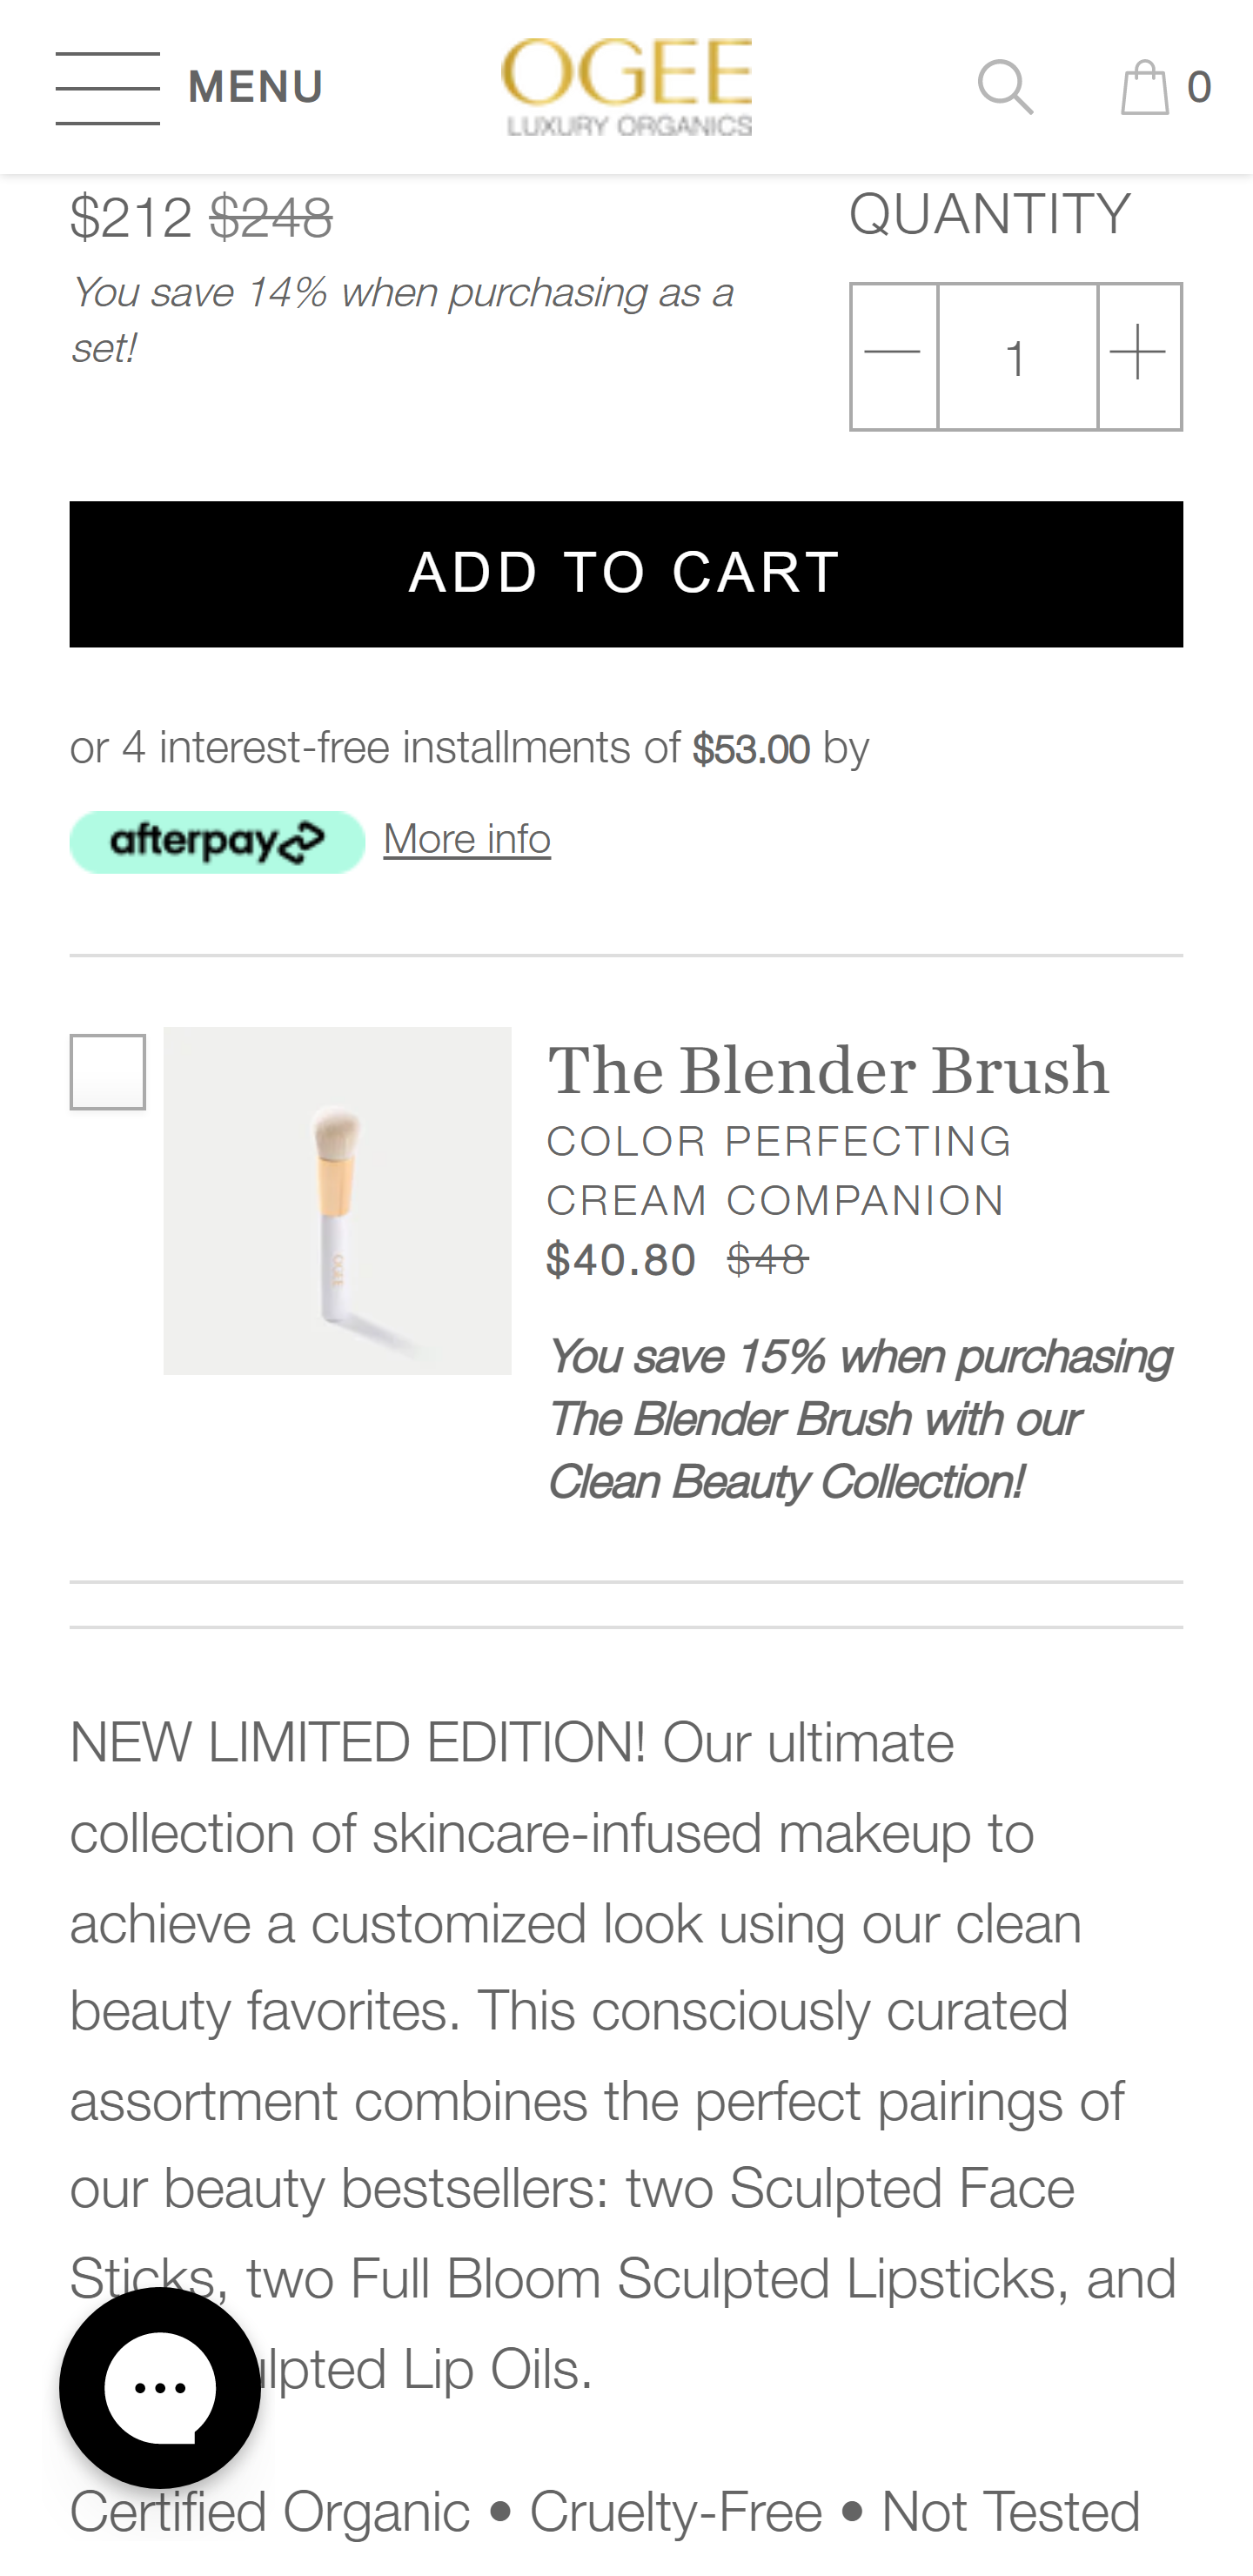 MENU
OGEE
LUXURY ORGANICS
0
$212 $248
You save 14% when purchasing as a
set!
QUANTITY
1
ADD TO CART
or 4 interest-free installments of $53.00 by
afterpay More info
The Blender Brush
COLOR PERFECTING
CREAM COMPANION
$40.80 $48
OGEE
You save 15% when purchasing
The Blender Brush with our
Clean Beauty Collection!
NEW LIMITED EDITION! Our ultimate
collection of skincare-infused makeup to
achieve a customized look using our clean
beauty favorites. This consciously curated
assortment combines the perfect pairings of
our beauty bestsellers: two Sculpted Face
Sticks, two Full Bloom Sculpted Lipsticks, and
Lip Oils.
Certified Organic • Cruelty-Free • Not Tested